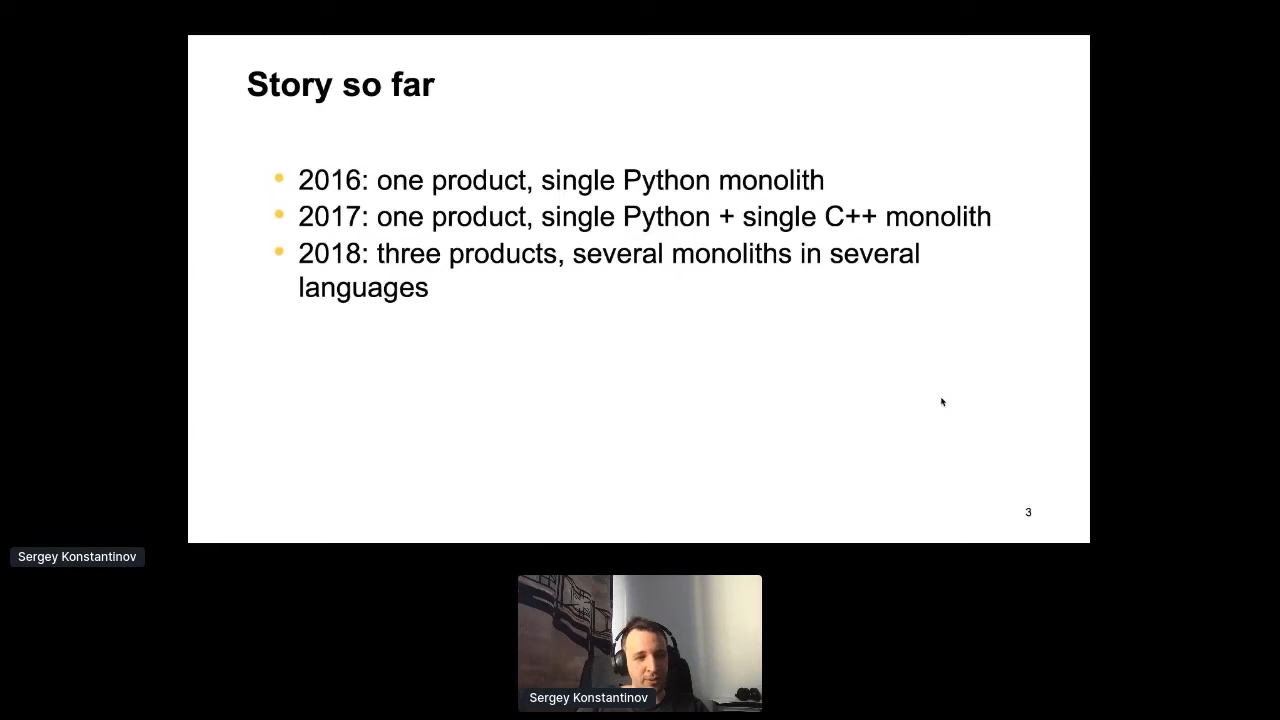 Story so far
2016: one product, single Python monolith
2017: one product, single Python + single C++ monolith
2018: three products, several monoliths in several
languages
3
Sergey Konstantinov
Sergey Konstantinov